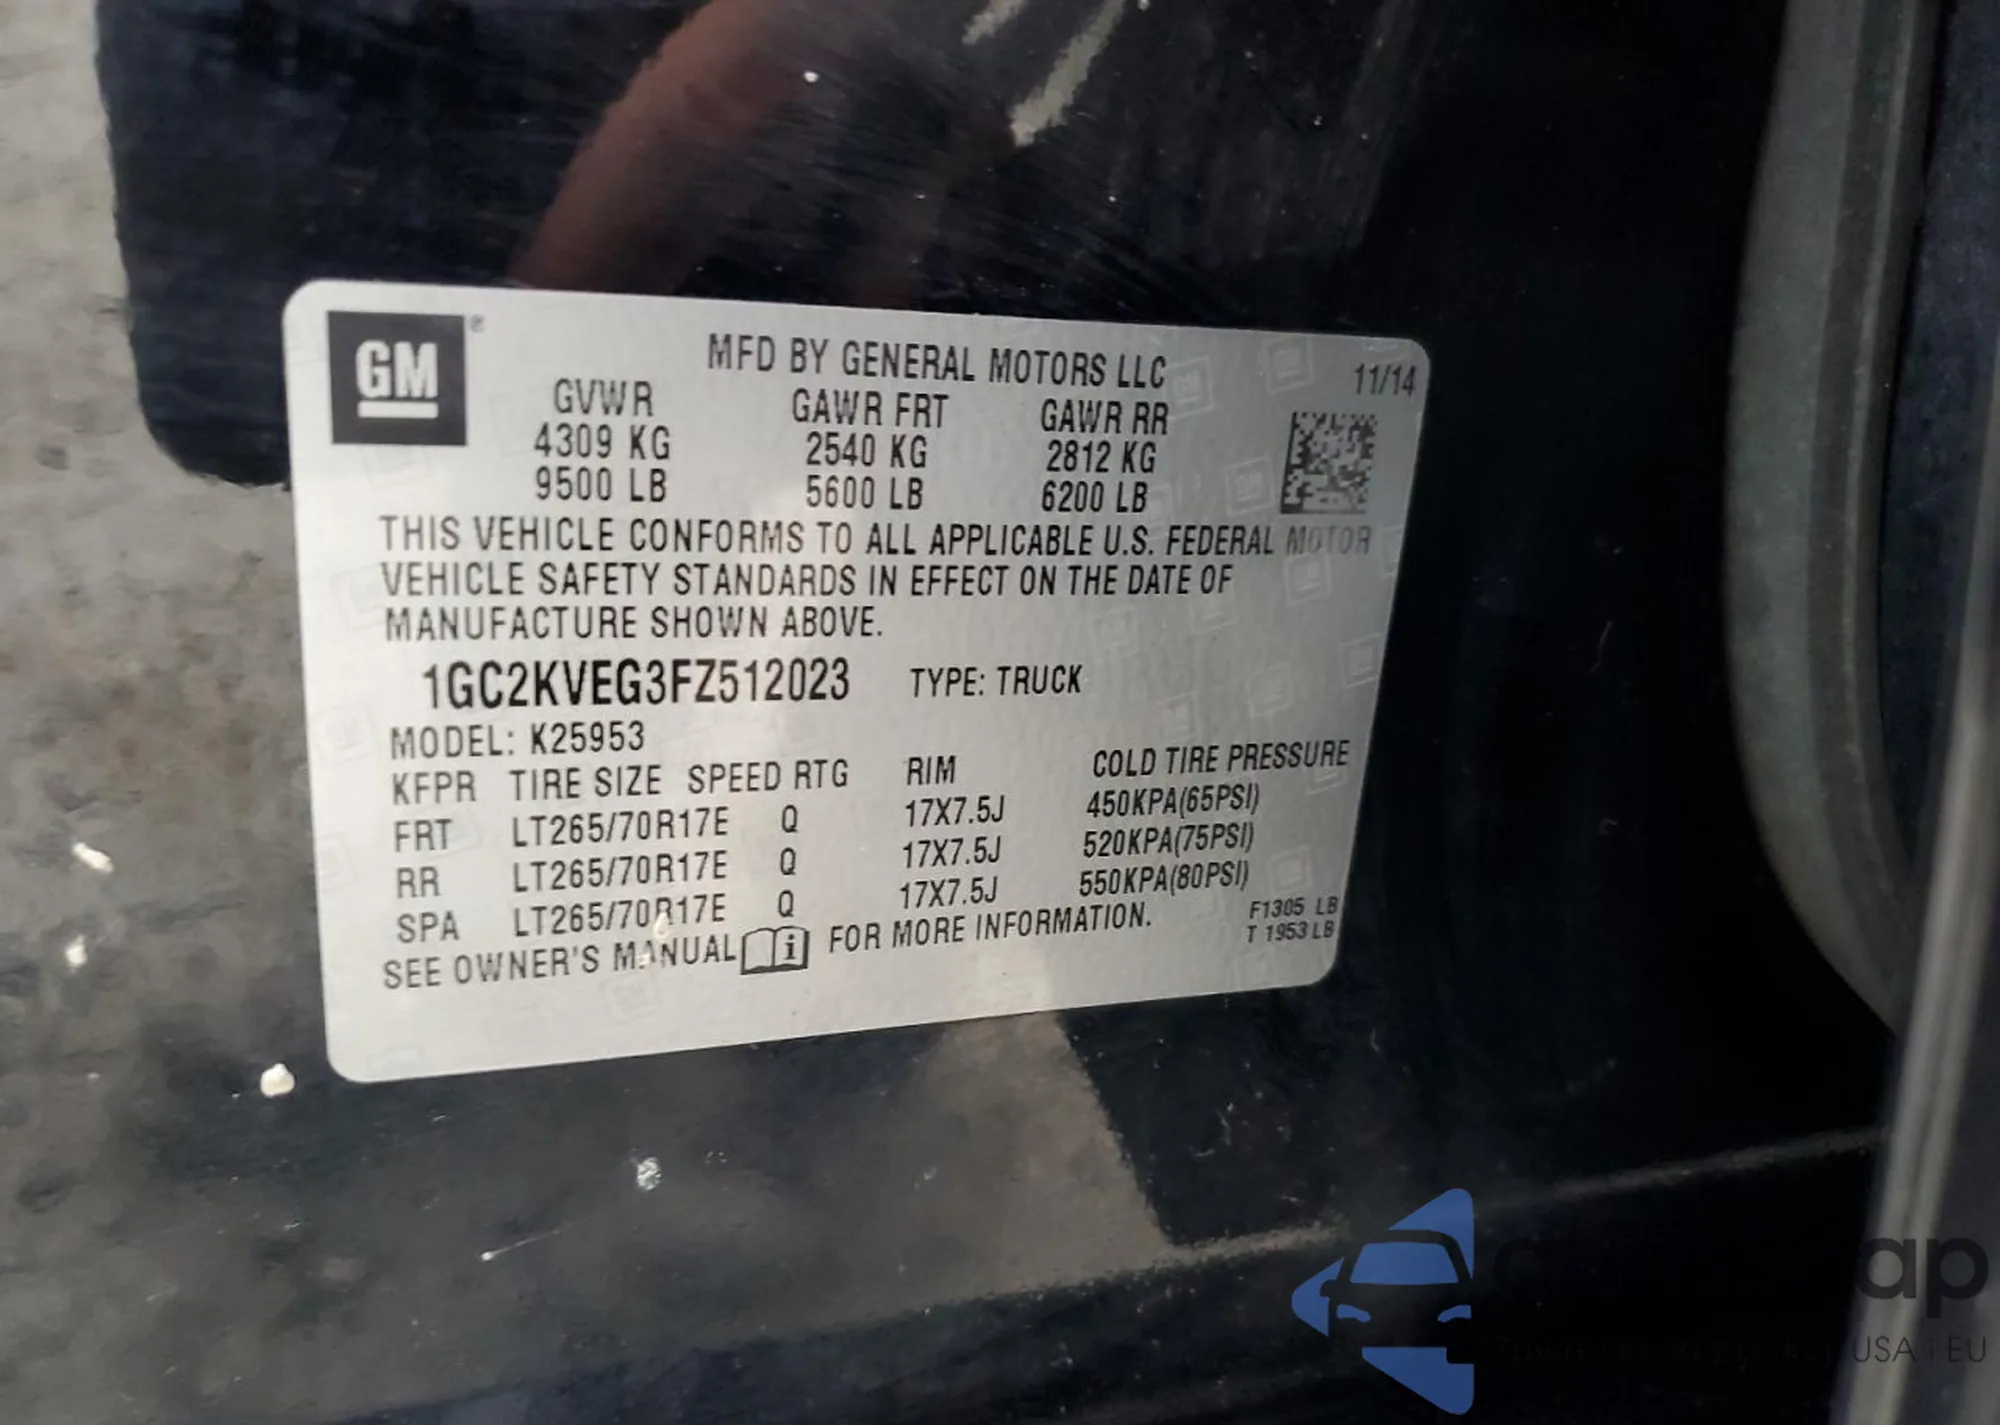 GM®
MFD BY GENERAL MOTORS LLC 11/14
GVWR GAWR FRT GAWR RR
4309 KG 2540 KG 2812 KG
9500 LB 5600 LB 6200 LB
THIS VEHICLE CONFORMS TO ALL APPLICABLE U.S. FEDERAL MOTOR
VEHICLE SAFETY STANDARDS IN EFFECT ON THE DATE OF
MANUFACTURE SHOWN ABOVE.
1GC2KVEG3FZ512023 TYPE: TRUCK
MODEL: K25953
KFPR TIRE SIZE SPEED RTG RIM COLD TIRE PRESSURE
FRT LT265/70R17E Q 17X7.5J 450KPA(65PSI)
RR LT265/70R17E Q 17X7.5J 520KPA(75PSI)
SPA LT265/70R17E Q 17X7.5J 550KPA(80PSI)
SEE OWNER'S MANUAL i FOR MORE INFORMATION.
F1305 LB
T 1953 LB
USA i EU